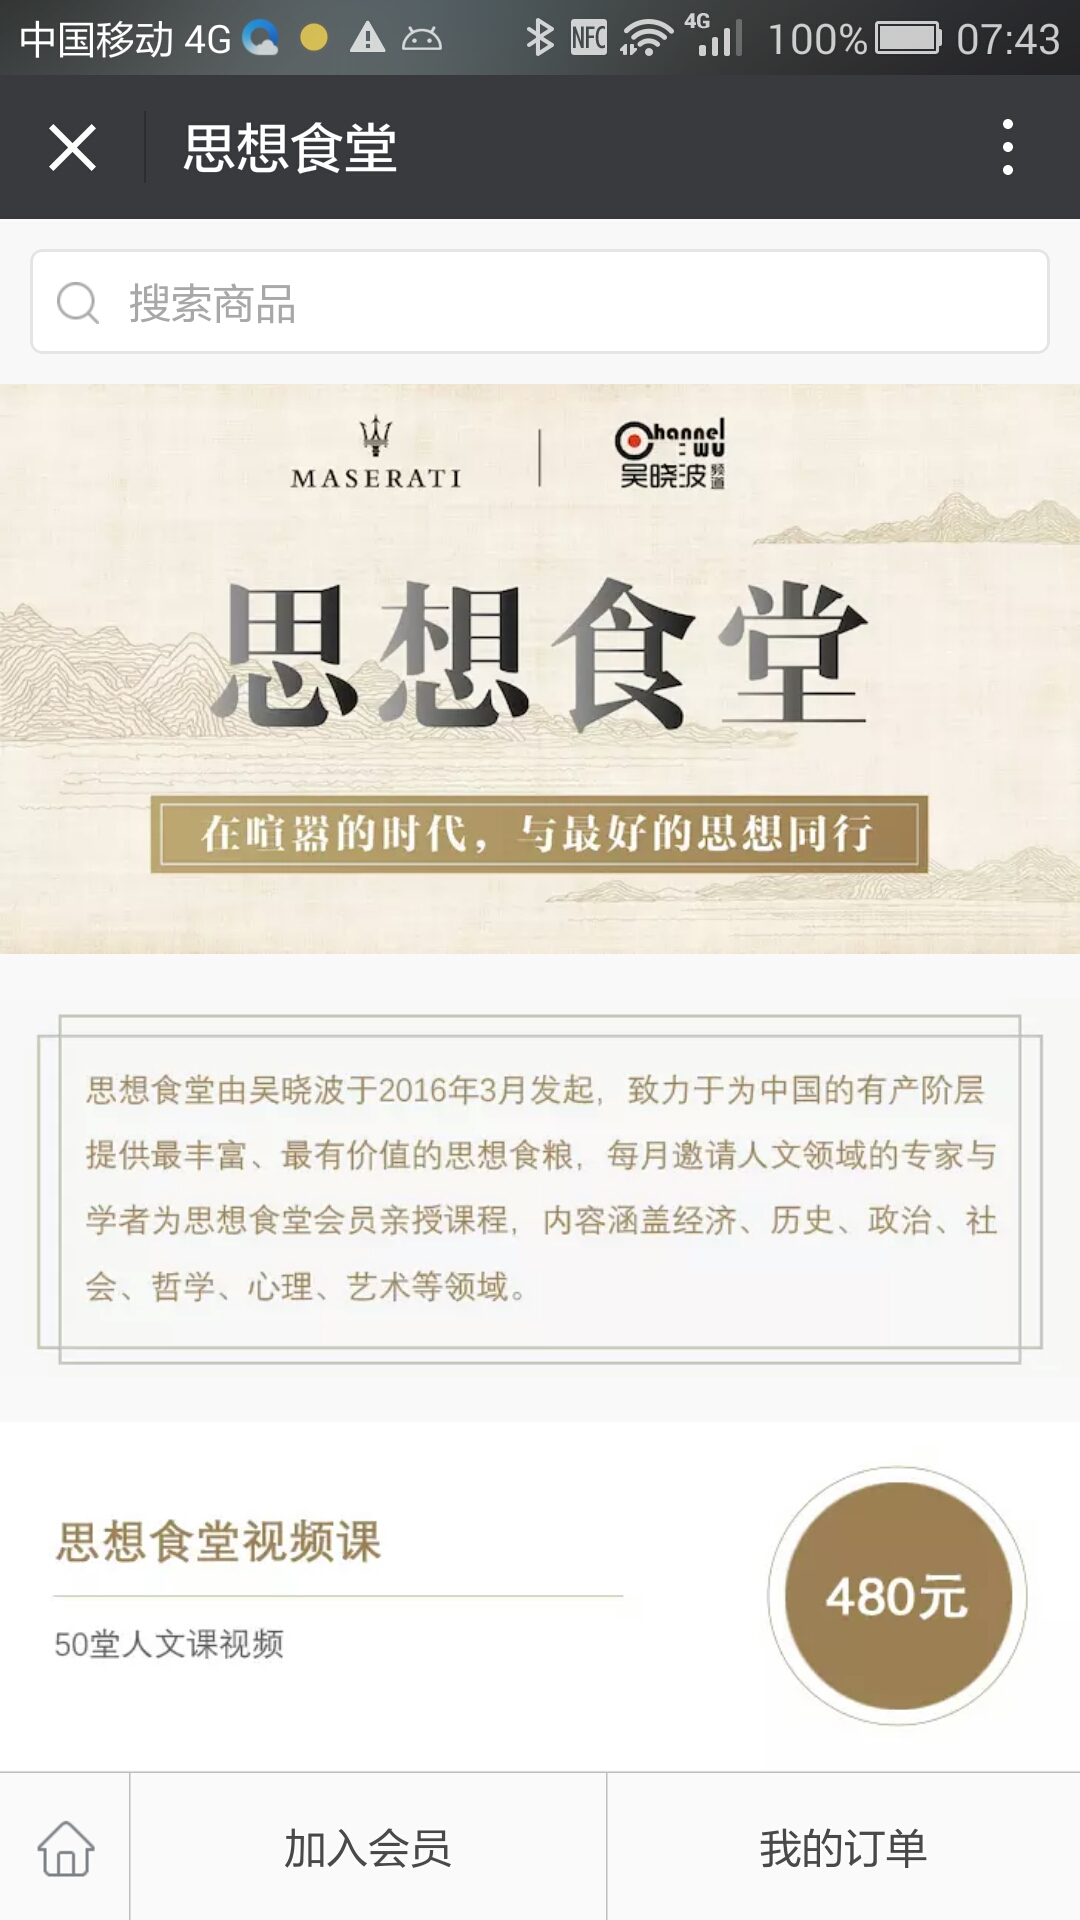 中国移动 4G NFC 4G 100% 07:43
思想食堂
搜索商品
MASERATI
Channel
:WU
吴晓波频道
思想食堂
在喧嚣的时代，与最好的思想同行
思想食堂由吴晓波于2016年3月发起，致力于为中国的有产阶层
提供最丰富、最有价值的思想食粮，每月邀请人文领域的专家与
学者为思想食堂会员亲授课程，内容涵盖经济、历史、政治、社
会、哲学、心理、艺术等领域。
思想食堂视频课
480元
50堂人文课视频
加入会员
我的订单